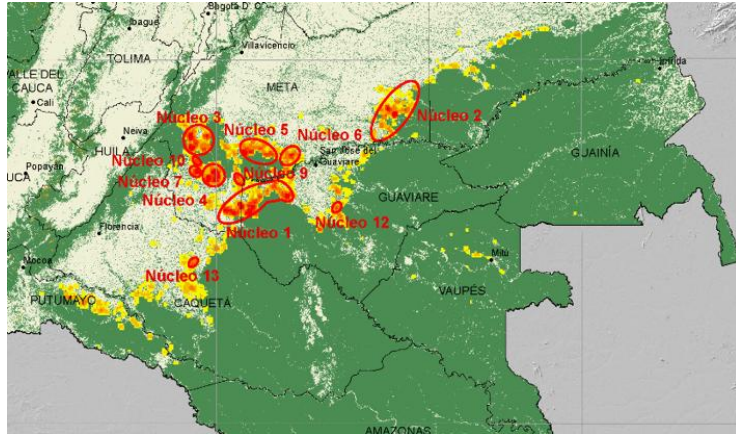 Bogotá D. C.
Ibagué
TOLIMA
Villavicencio
VALLE DEL
CAUCA
Cali
META
Inírida
Núcleo 3
Núcleo 5
Núcleo 6
Núcleo 2
Neiva
HUILA
Núcleo 10
San José del
Guaviare
GUAINÍA
Popayán
Núcleo 7
Núcleo 9
Núcleo 4
GUAVIARE
Florencia
Núcleo 1
Núcleo 12
Mitú
Mocoa
Núcleo 13
VAUPÉS
PUTUMAYO
CAQUETÁ
AMAZONAS